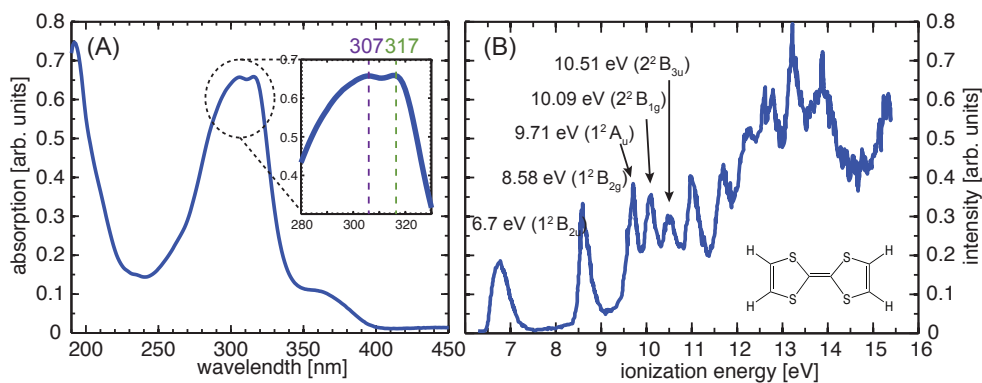 (A)
absorption [arb. units]
0.8
0.7
0.6
0.5
0.4
0.3
0.2
0.1
0
200 250 300 350 400 450
wavelength [nm]
307 317
0.7
0.6
0.5
0.4
280 300 320
(B)
10.51 eV (2²B₃ᵤ)
10.09 eV (2²B₁g)
9.71 eV (1²Aᵤ)
8.58 eV (1²B₂g)
6.7 eV (1²B₂ᵤ)
H S S H
H S S H
6 7 8 9 10 11 12 13 14 15 16
ionization energy [eV]
0.8
0.7
0.6
0.5
0.4
0.3
0.2
0.1
0
intensity [arb. units]